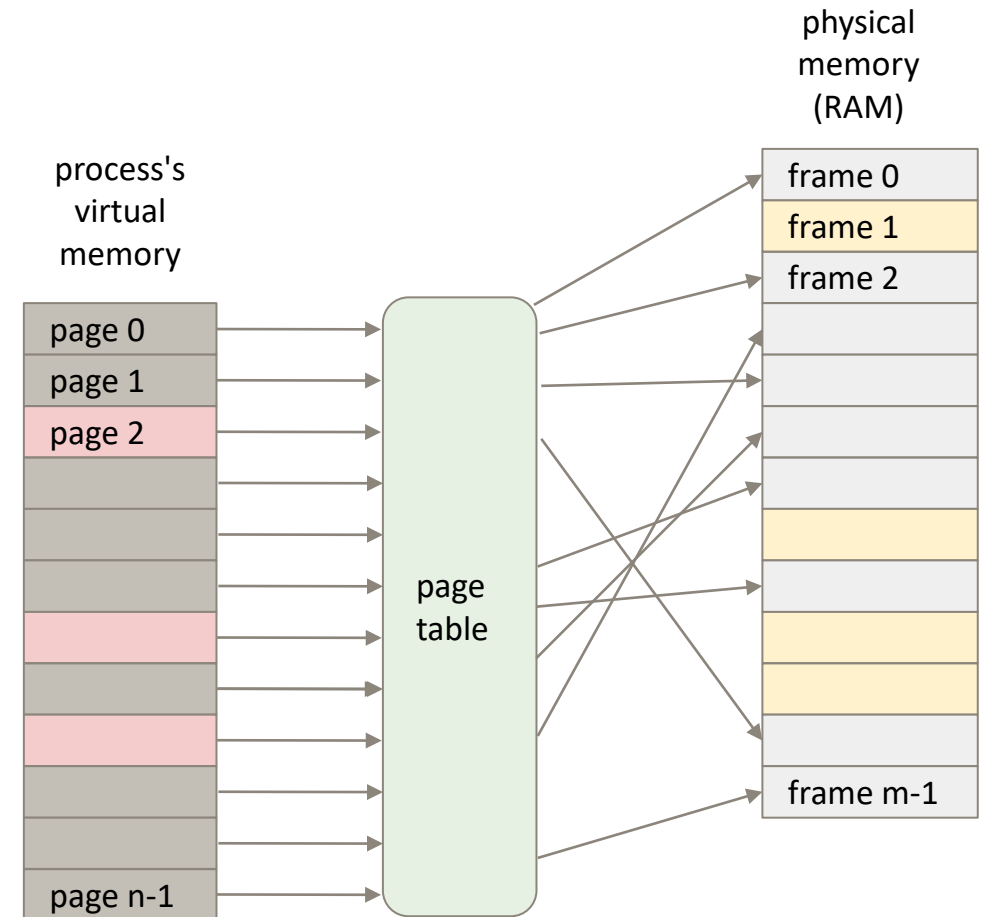 physical
memory
(RAM)
process's
virtual
memory
page 0
page 1
page 2
page n-1
page
table
frame 0
frame 1
frame 2
frame m-1